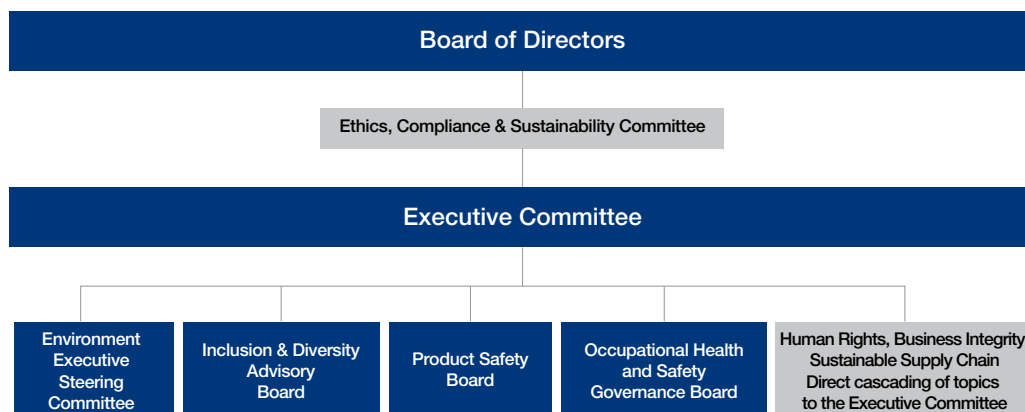 Board of Directors
Ethics, Compliance & Sustainability Committee
Executive Committee
Environment
Executive
Steering
Committee
Inclusion & Diversity
Advisory
Board
Product Safety
Board
Occupational Health
and Safety
Governance Board
Human Rights, Business Integrity
Sustainable Supply Chain
Direct cascading of topics
to the Executive Committee